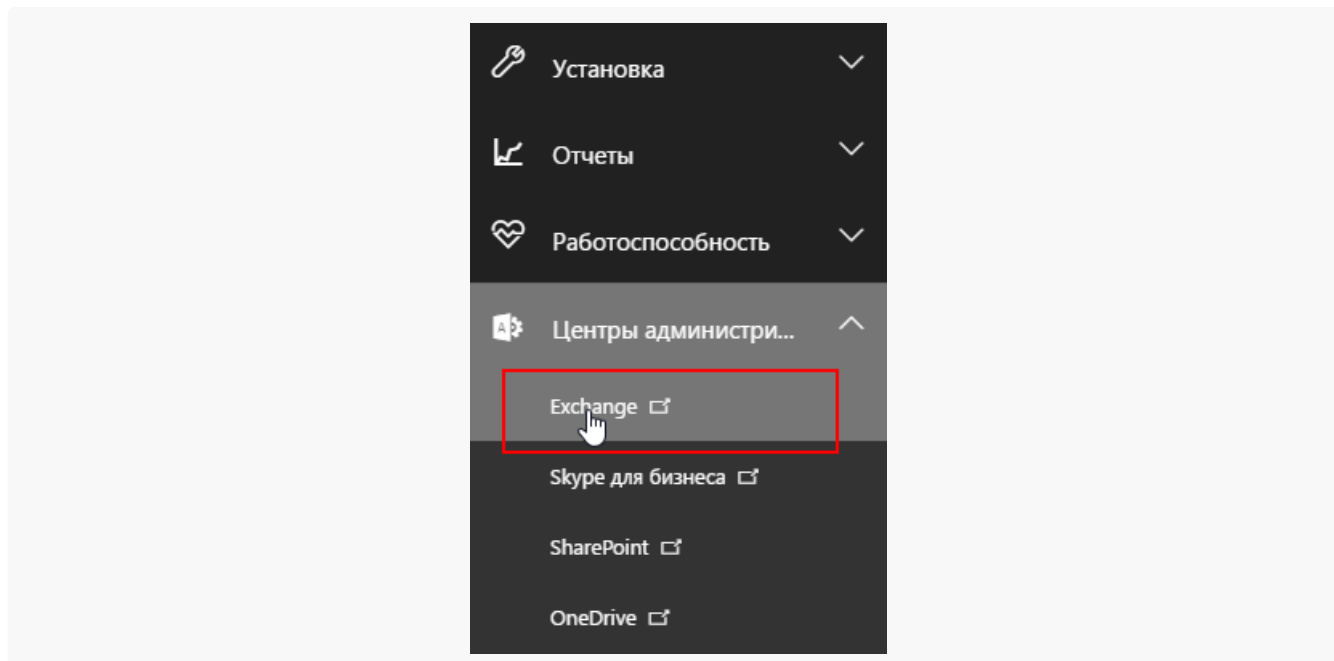 Установка
Отчеты
Работоспособность
Центры администри...
Exchange
Skype для бизнеса
SharePoint
OneDrive